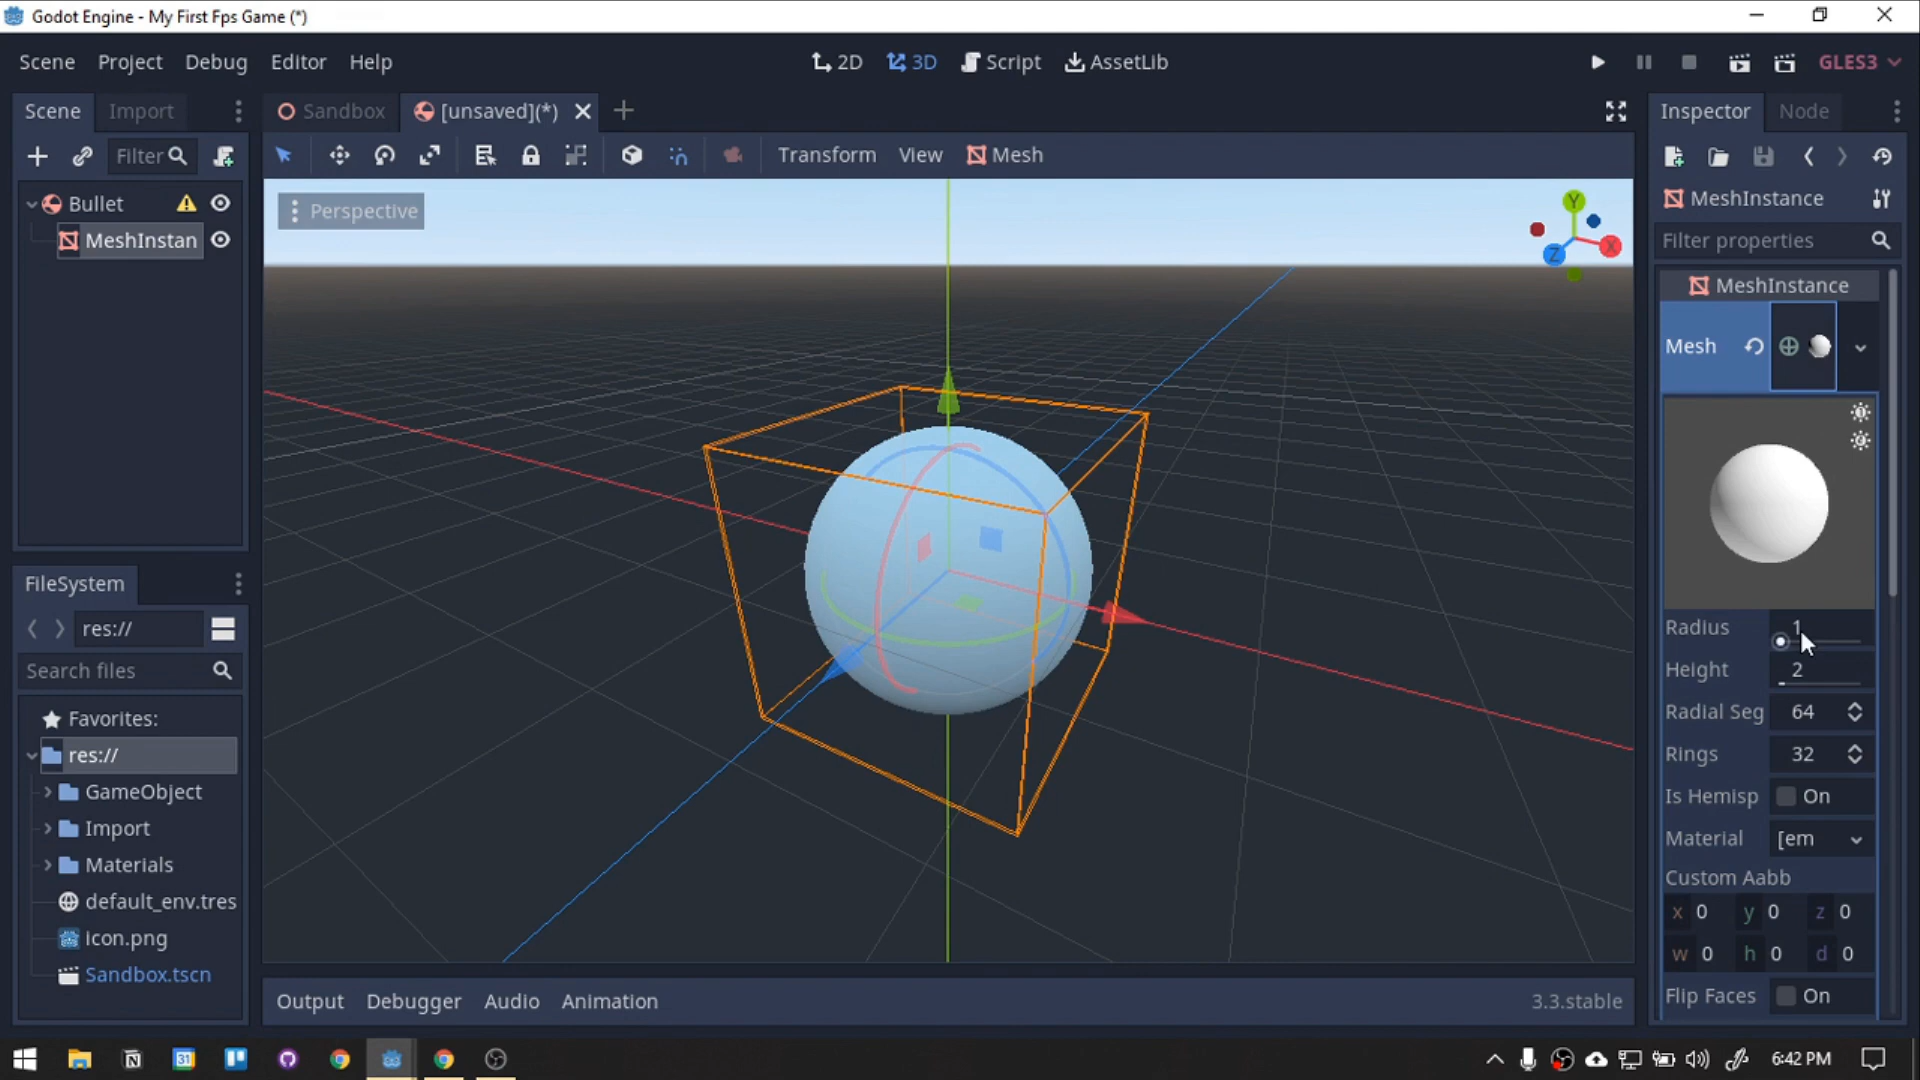 Godot Engine - My First Fps Game (*)
Scene Project Debug Editor Help
2D 3D Script AssetLib
GLES3
Scene Import
Sandbox [unsaved](*)
Inspector Node
Filter
Transform View Mesh
Bullet
MeshInstan
Perspective
Y
X
Z
MeshInstance
Filter properties
MeshInstance
Mesh
Radius 1
Height 2
Radial Seg 64
Rings 32
Is Hemisp On
Material [em
Custom Aabb
x 0 y 0 z 0
w 0 h 0 d 0
Flip Faces On
FileSystem
res://
Search files
Favorites:
res://
GameObject
Import
Materials
default_env.tres
icon.png
Sandbox.tscn
Output Debugger Audio Animation
3.3.stable
31
6:42 PM